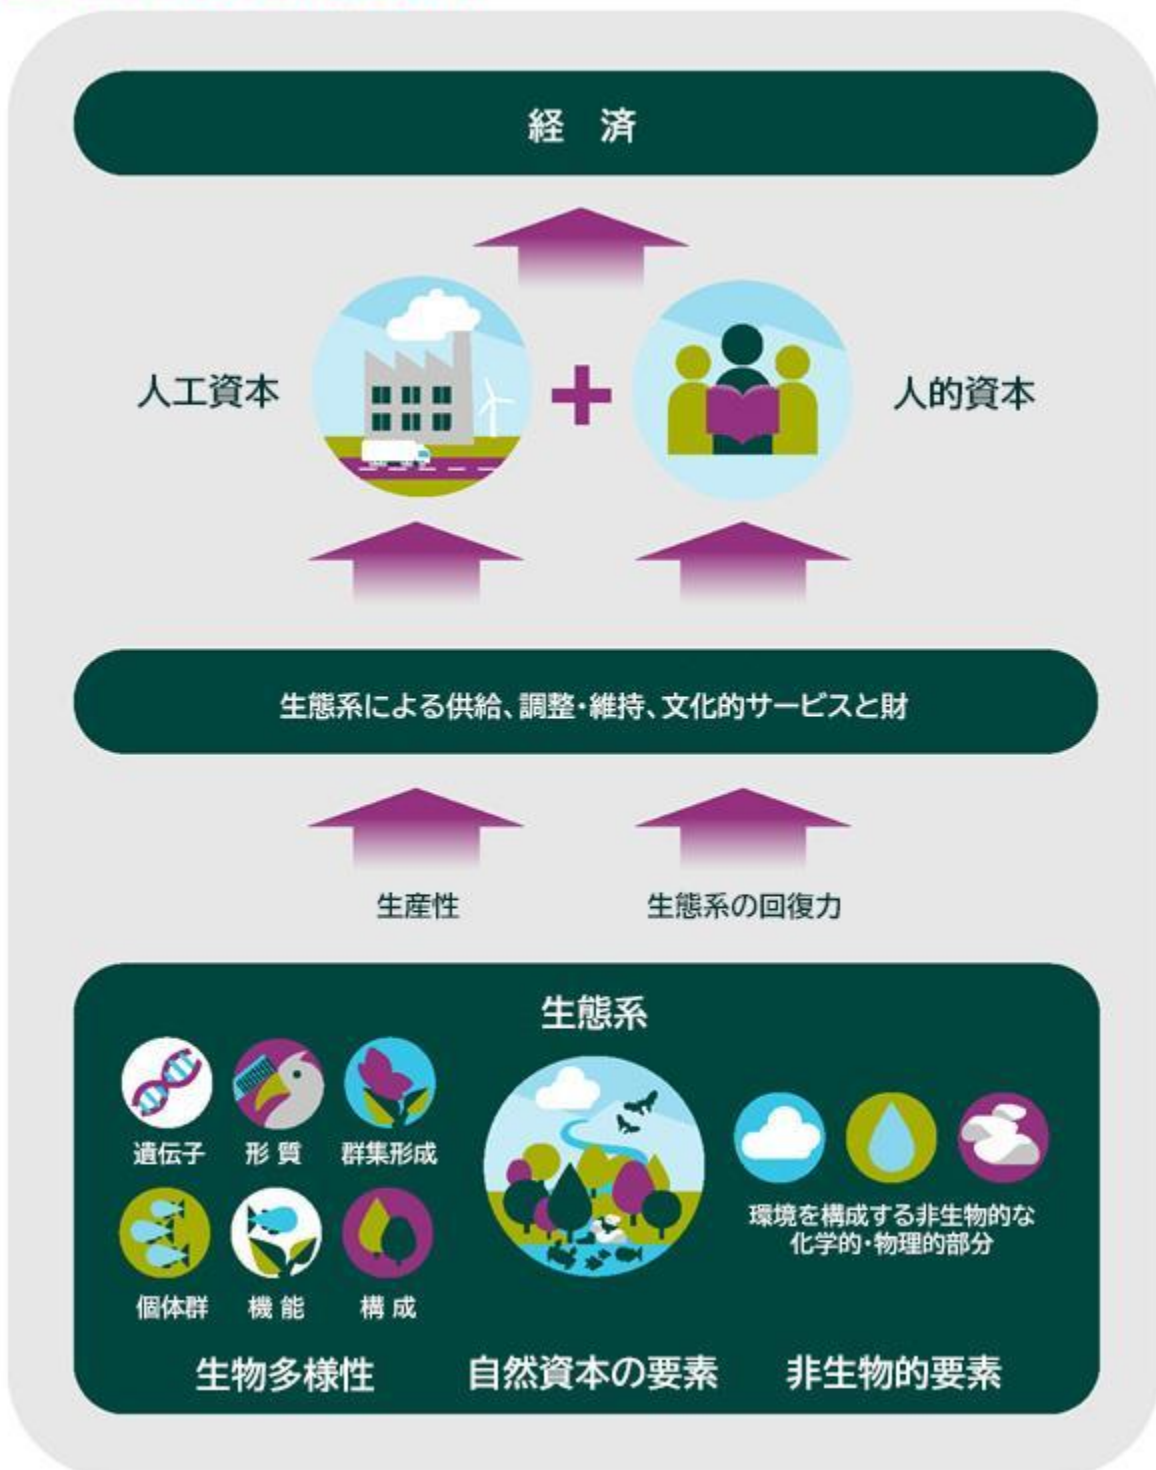 経 済
人工資本
人的資本
生態系による供給、調整・維持、文化的サービスと財
生産性
生態系の回復力
生態系
遺伝子
形 質
群集形成
個体群
機 能
構 成
環境を構成する非生物的な
化学的・物理的部分
生物多様性
自然資本の要素
非生物的要素